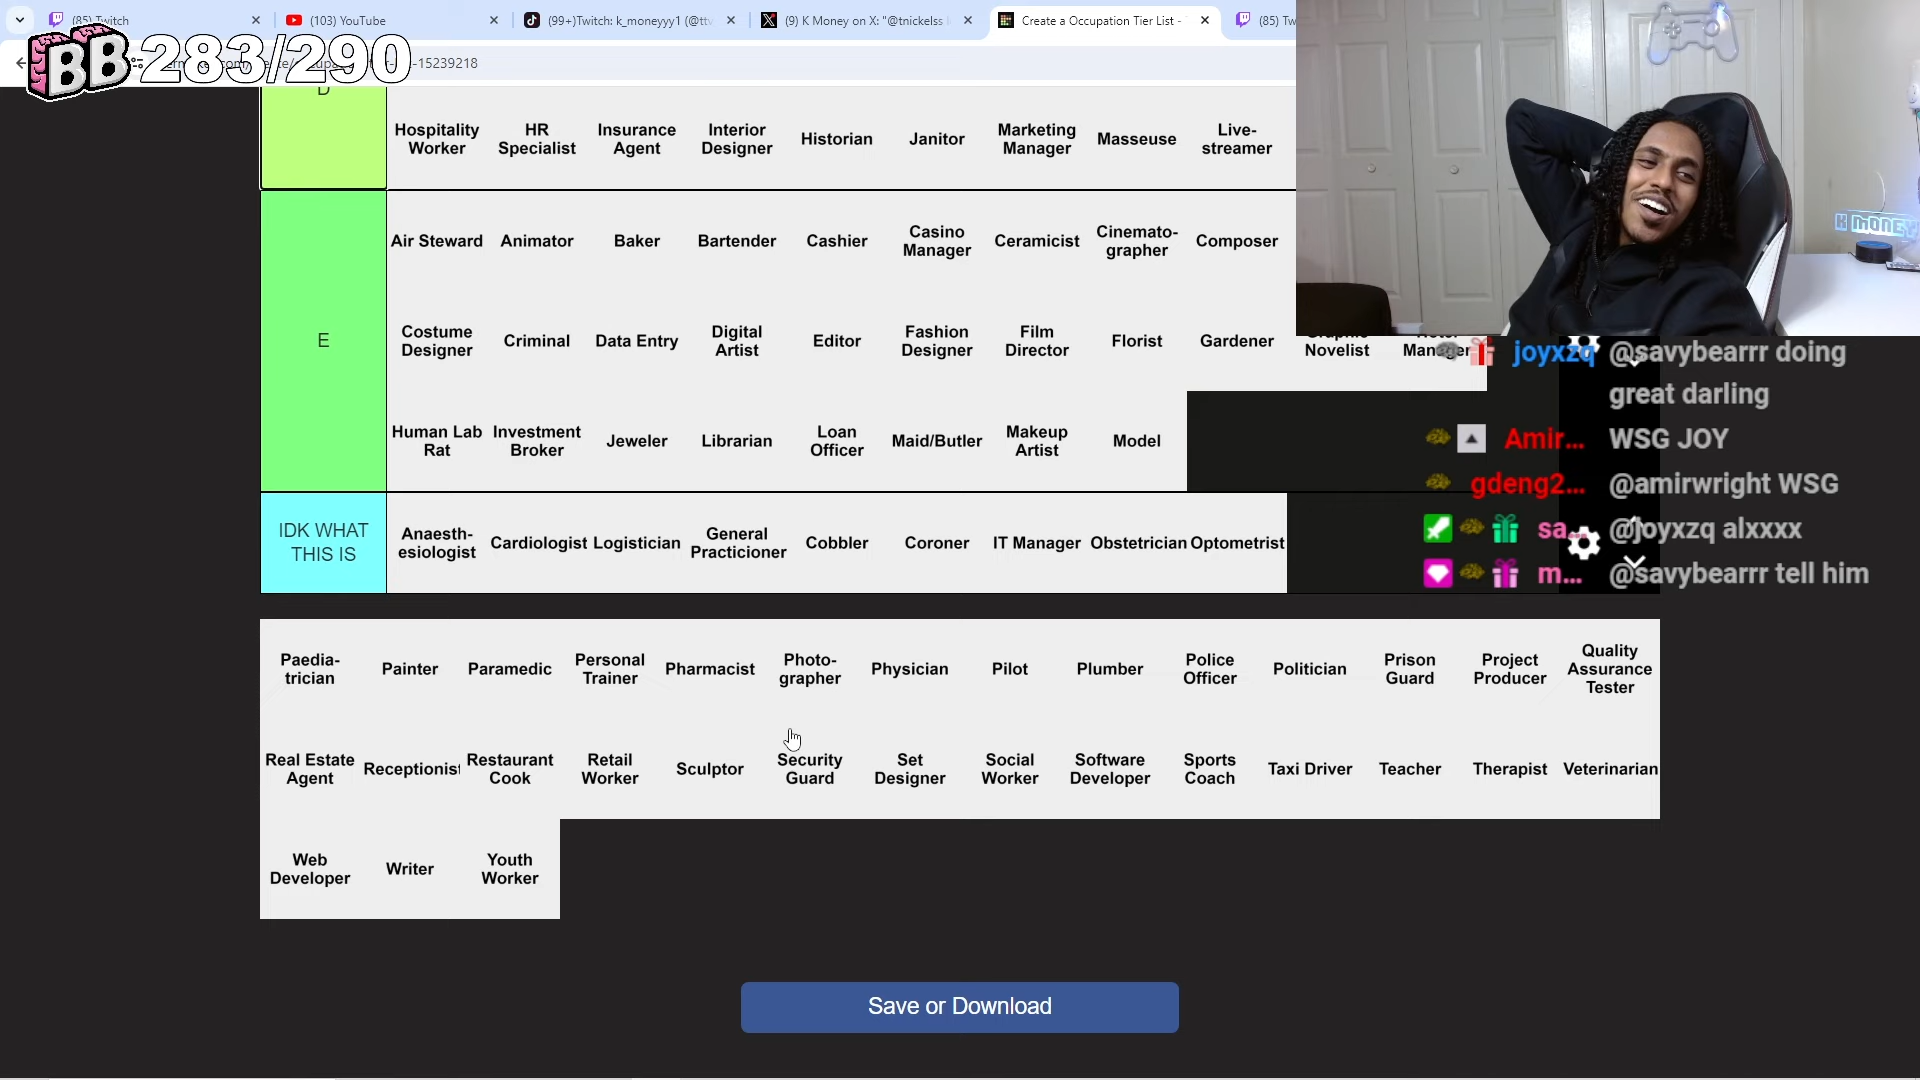 (85) Twitch
(103) YouTube
(99+)Twitch: k_moneyyy1 (@ttv
(9) K Money on X: "@tnickelss
Create a Occupation Tier List -
(85) Tw
BB 283/290
-15239218
D
Hospitality Worker
HR Specialist
Insurance Agent
Interior Designer
Historian
Janitor
Marketing Manager
Masseuse
Live-streamer
K MONEY
E
Air Steward
Animator
Baker
Bartender
Cashier
Casino Manager
Ceramicist
Cinemato-grapher
Composer
Costume Designer
Criminal
Data Entry
Digital Artist
Editor
Fashion Designer
Film Director
Florist
Gardener
Graphic Novelist
Manager
Human Lab Rat
Investment Broker
Jeweler
Librarian
Loan Officer
Maid/Butler
Makeup Artist
Model
IDK WHAT THIS IS
Anaesth-esiologist
Cardiologist
Logistician
General Practicioner
Cobbler
Coroner
IT Manager
Obstetrician
Optometrist
joyxzq @savybearrr doing
great darling
Amir... WSG JOY
gdeng2... @amirwright WSG
sa... @joyxzq alxxxx
m... @savybearrr tell him
Paedia-trician
Painter
Paramedic
Personal Trainer
Pharmacist
Photo-grapher
Physician
Pilot
Plumber
Police Officer
Politician
Prison Guard
Project Producer
Quality Assurance Tester
Real Estate Agent
Receptionist
Restaurant Cook
Retail Worker
Sculptor
Security Guard
Set Designer
Social Worker
Software Developer
Sports Coach
Taxi Driver
Teacher
Therapist
Veterinarian
Web Developer
Writer
Youth Worker
Save or Download